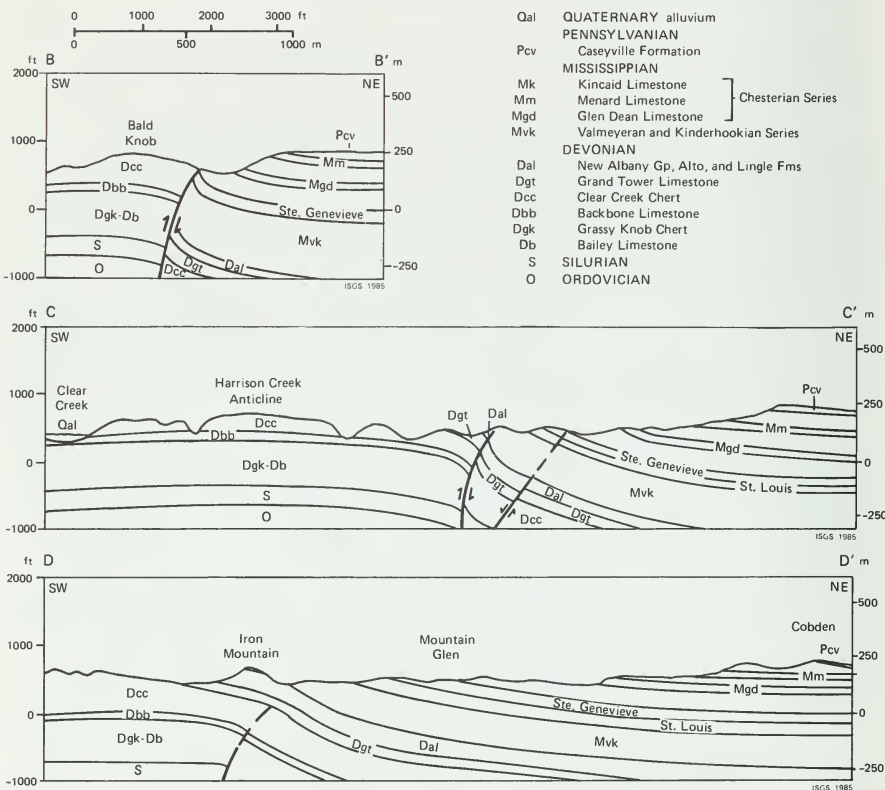 0 1000 2000 3000 ft
0 500 1000 m
Qal QUATERNARY alluvium
PENNSYLVANIAN
Pcv Caseyville Formation
MISSISSIPPIAN
Mk Kincaid Limestone
Mm Menard Limestone
Mgd Glen Dean Limestone
Chesterian Series
Mvk Valmeyeran and Kinderhookian Series
DEVONIAN
Dal New Albany Gp, Alto, and Lingle Fms
Dgt Grand Tower Limestone
Dcc Clear Creek Chert
Dbb Backbone Limestone
Dgk Grassy Knob Chert
Db Bailey Limestone
S SILURIAN
O ORDOVICIAN
ft B B' m
2000 SW NE
500
Bald
Knob
1000 Dcc Pcv 250
Mm
Dbb Mgd
0 Ste. Genevieve 0
Dgk-Db Mvk
S
Dgt Dal
-1000 O Dcc -250
ISGS 1985
ft C C' m
2000 SW NE
500
Clear
Creek
Harrison Creek
Anticline
1000 Pcv 250
Qal Dcc Dgt Dal Mm
Dbb Mgd
0 Dgk-Db Ste. Genevieve 0
St. Louis
S Dgt Dal Mvk
O Dcc Dgt
-1000 -250
ISGS 1985
ft D D' m
2000 SW NE
500
Iron
Mountain
Mountain
Glen
Cobden
1000 Pcv 250
Mm
Dcc Mgd
0 Dbb Ste. Genevieve 0
St. Louis
Dgk-Db Dgt Dal Mvk
S
-1000 -250
ISGS 1985